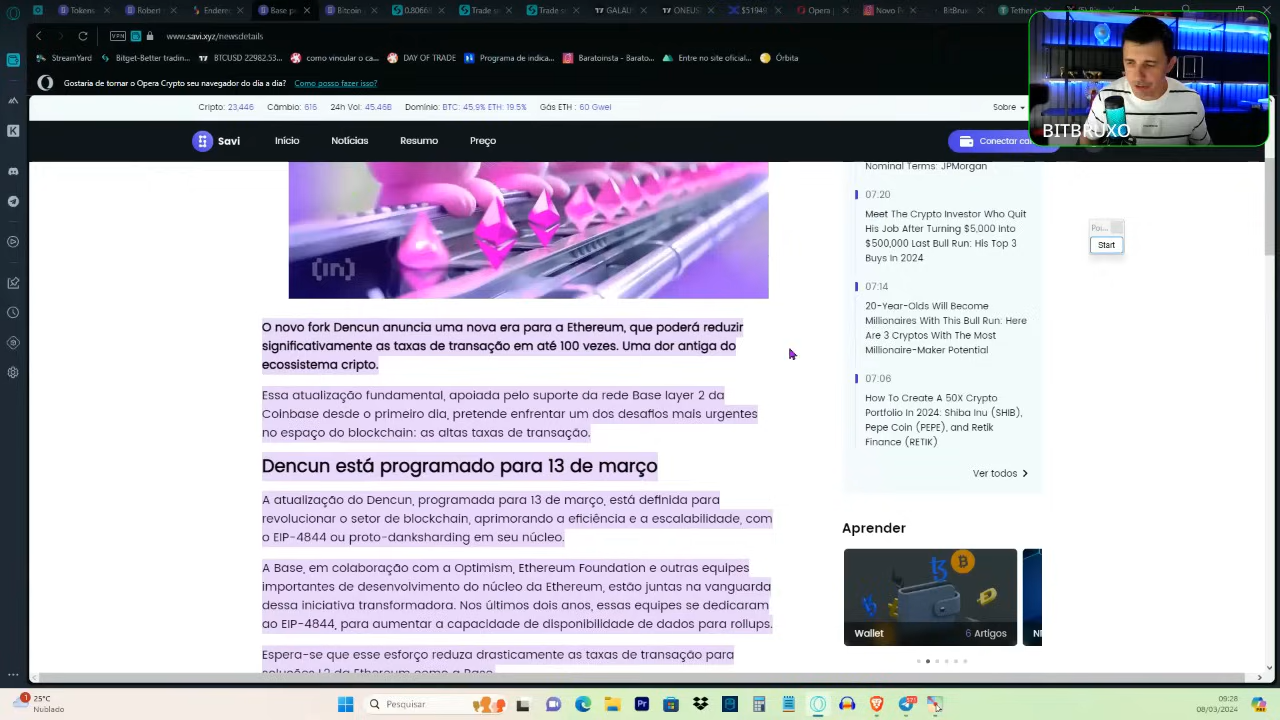 Tokens
Endere
Base p
Bitcoin
0.8066
Trade s
Trade s
GALAU
ONEUS
$5194
Opera |
Novo P
BitBru
Tether
VPN
www.savi.xyz/newsdetails
StreamYard
Bitget-Better tradin...
BTCUSD 22982.53...
como vincular o ca...
DAY OF TRADE
Programa de indica...
Baratoinsta - Barato...
Entre no site oficial...
Órbita
Gostaria de tornar o Opera Crypto seu navegador do dia a dia?
Como posso fazer isso?
Cripto: 23,446
Câmbio: 616
24h Vol: 45.46B
Domínio: BTC: 45.9% ETH: 19.5%
Gás ETH : 60 Gwei
Sobre
BITBRUXO
Savi
Início
Notícias
Resumo
Preço
Conectar car
Nominal Terms: JPMorgan
07:20
Meet The Crypto Investor Who Quit
His Job After Turning $5,000 Into
$500,000 Last Bull Run: His Top 3
Buys In 2024
07:14
20-Year-Olds Will Become
Millionaires With This Bull Run: Here
Are 3 Cryptos With The Most
Millionaire-Maker Potential
07:06
How To Create A 50X Crypto
Portfolio In 2024: Shiba Inu (SHIB),
Pepe Coin (PEPE), and Retik
Finance (RETIK)
Ver todos
Poi...
Start
(in)
O novo fork Dencun anuncia uma nova era para a Ethereum, que poderá reduzir
significativamente as taxas de transação em até 100 vezes. Uma dor antiga do
ecossistema cripto.
Essa atualização fundamental, apoiada pelo suporte da rede Base layer 2 da
Coinbase desde o primeiro dia, pretende enfrentar um dos desafios mais urgentes
no espaço do blockchain: as altas taxas de transação.
Dencun está programado para 13 de março
A atualização do Dencun, programada para 13 de março, está definida para
revolucionar o setor de blockchain, aprimorando a eficiência e a escalabilidade, com
o EIP-4844 ou proto-danksharding em seu núcleo.
A Base, em colaboração com a Optimism, Ethereum Foundation e outras equipes
importantes de desenvolvimento do núcleo da Ethereum, estão juntas na vanguarda
dessa iniciativa transformadora. Nos últimos dois anos, essas equipes se dedicaram
ao EIP-4844, para aumentar a capacidade de disponibilidade de dados para rollups.
Espera-se que esse esforço reduza drasticamente as taxas de transação para
Aprender
Wallet
6 Artigos
25°C
Nublado
Pesquisar
09:28
08/03/2024